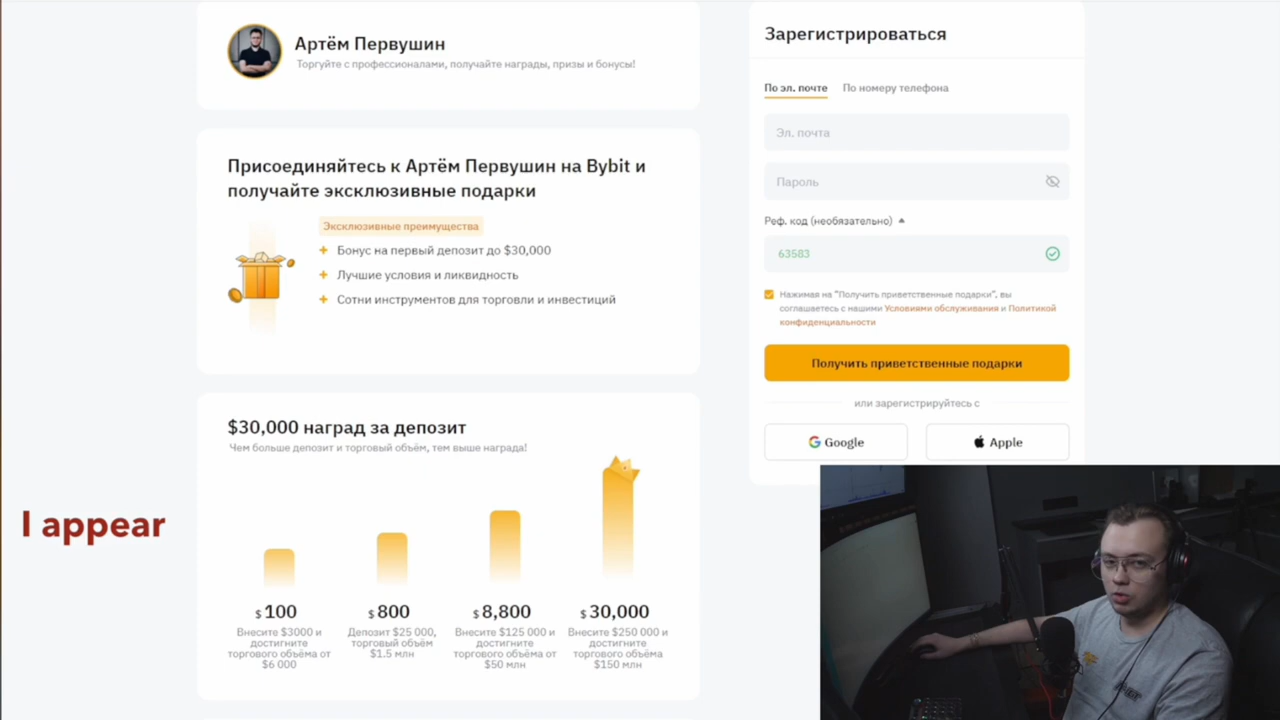 Артём Первушин
Торгуйте с профессионалами, получайте награды, призы и бонусы!
Присоединяйтесь к Артём Первушин на Bybit и
получайте эксклюзивные подарки
Эксклюзивные преимущества
+ Бонус на первый депозит до $30,000
+ Лучшие условия и ликвидность
+ Сотни инструментов для торговли и инвестиций
$30,000 наград за депозит
Чем больше депозит и торговый объём, тем выше награда!
$ 100
Внесите $3000 и
достигните
торгового объёма от
$6 000
$ 800
Депозит $25 000,
торговый объём
$1.5 млн
$ 8,800
Внесите $125 000 и
достигните
торгового объёма от
$50 млн
$ 30,000
Внесите $250 000 и
достигните
торгового объёма
$150 млн
I appear
Зарегистрироваться
По эл. почте По номеру телефона
Эл. почта
Пароль
Реф. код (необязательно)
63583
Нажимая на "Получить приветственные подарки", вы
соглашаетесь с нашими Условиями обслуживания и Политикой
конфиденциальности
Получить приветственные подарки
или зарегистрируйтесь с
Google
Apple